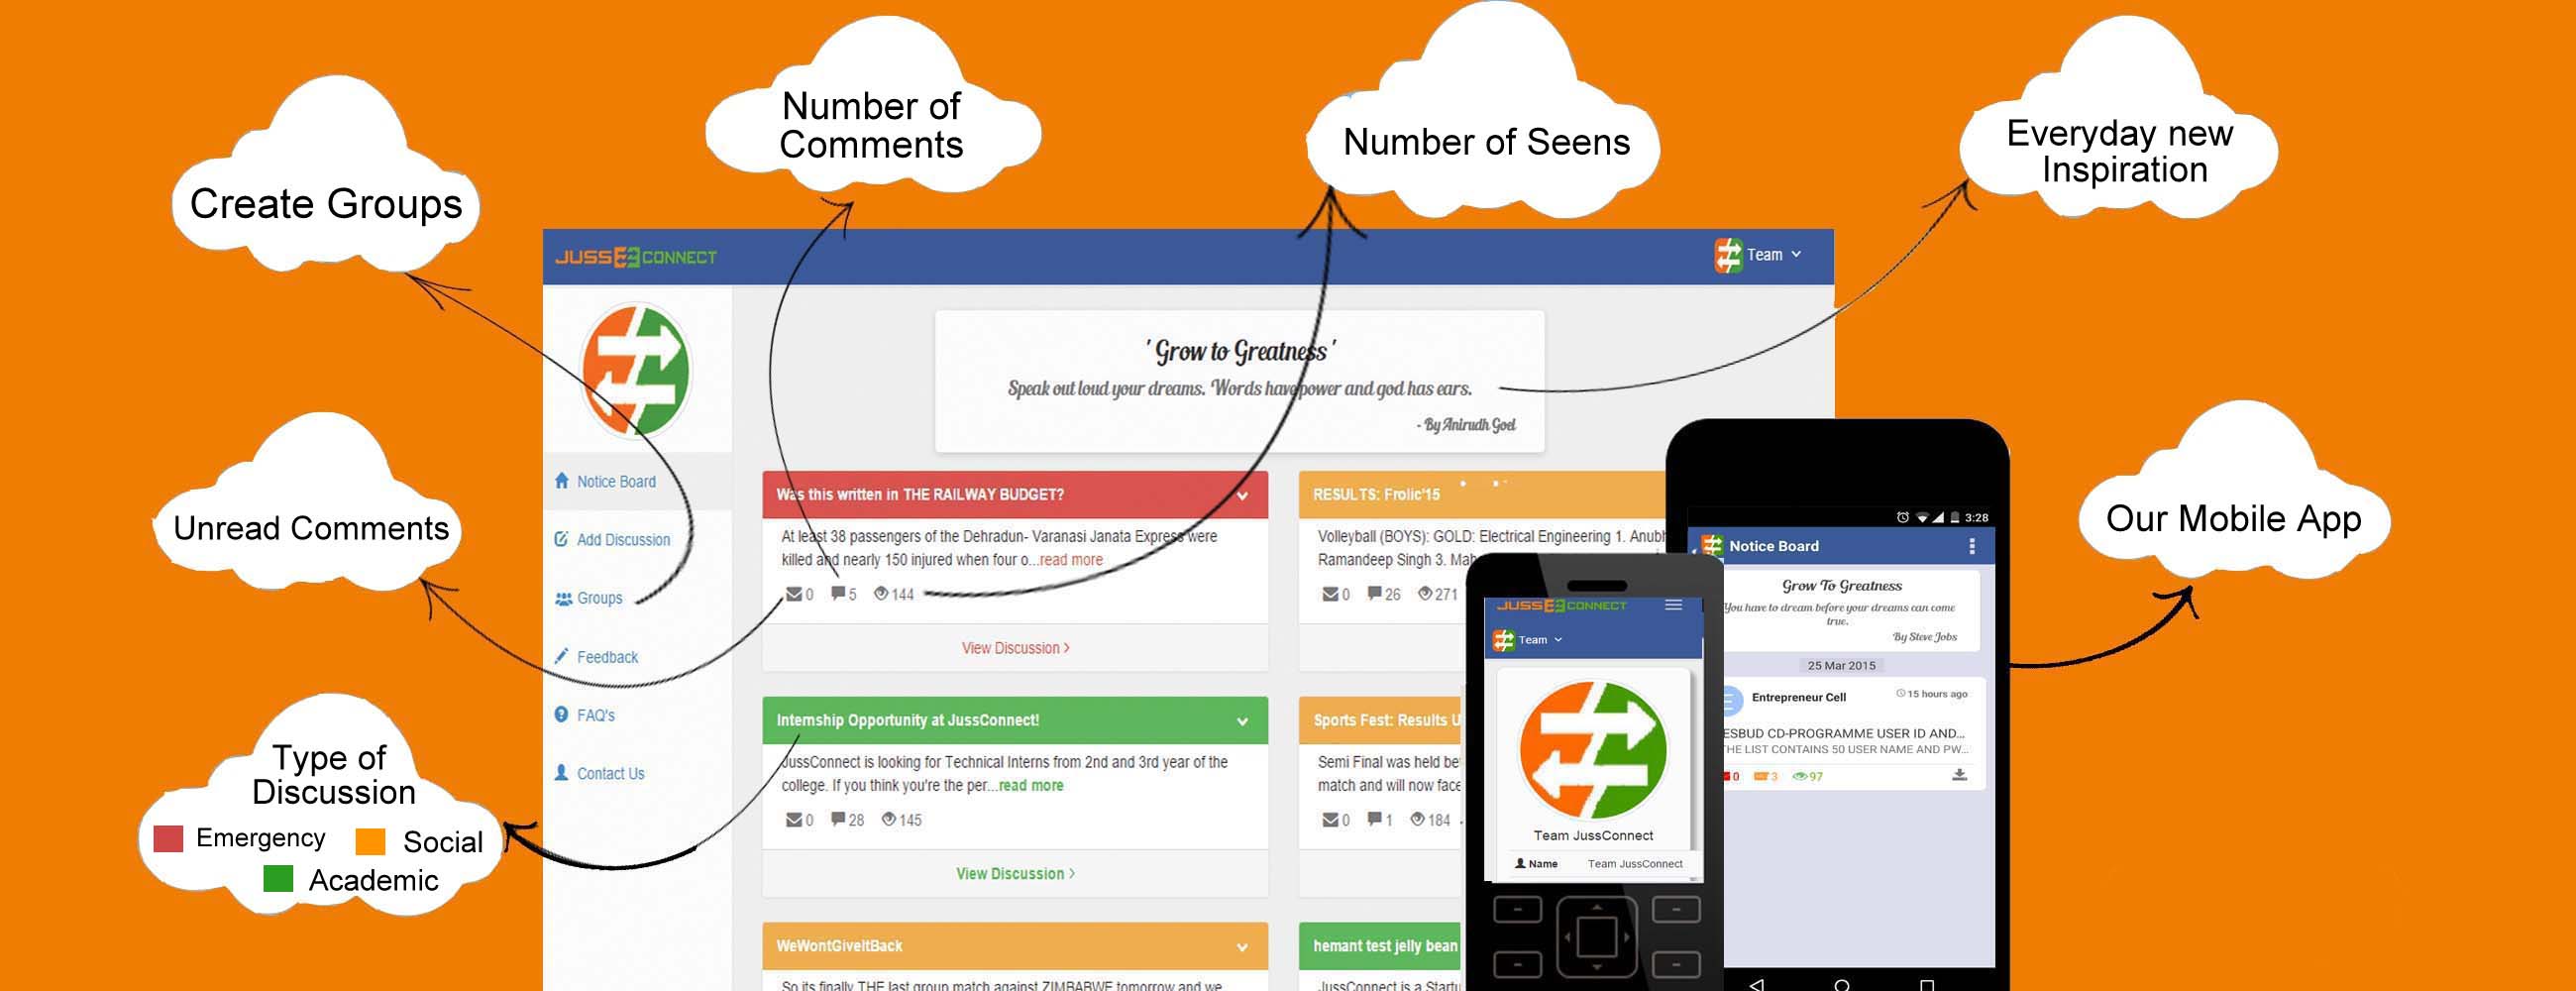 Create Groups
Number of
Comments
Number of Seens
Everyday new
Inspiration
Unread Comments
Our Mobile App
Type of
Discussion
Emergency
Social
Academic
JUSS CONNECT
Team
' Grow to Greatness '
Speak out loud your dreams. Words have power and god has ears.
- By Anirudh Goel
Notice Board
Add Discussion
Groups
Feedback
FAQ's
Contact Us
Was this written in THE RAILWAY BUDGET?
At least 38 passengers of the Dehradun- Varanasi Janata Express were
killed and nearly 150 injured when four o...read more
0 5 144
View Discussion >
RESULTS: Frolic'15
Volleyball (BOYS): GOLD: Electrical Engineering 1. Anubh
Ramandeep Singh 3. Mah
0 26 271
Internship Opportunity at JussConnect!
JussConnect is looking for Technical Interns from 2nd and 3rd year of the
college. If you think you're the per...read more
0 28 145
View Discussion >
Sports Fest: Results U
Semi Final was held be
match and will now face
0 1 184
WeWontGiveItBack
So its finally THE last group match against ZIMBABWE tomorrow and we
hemant test jelly bean
JussConnect is a Startu
JUSS CONNECT
Team
Team JussConnect
Name Team JussConnect
3:28
Notice Board
Grow To Greatness
You have to dream before your dreams can come
true.
By Steve Jobs
25 Mar 2015
E
Entrepreneur Cell
15 hours ago
ESBUD CD-PROGRAMME USER ID AND...
THE LIST CONTAINS 50 USER NAME AND PW...
0 3 97